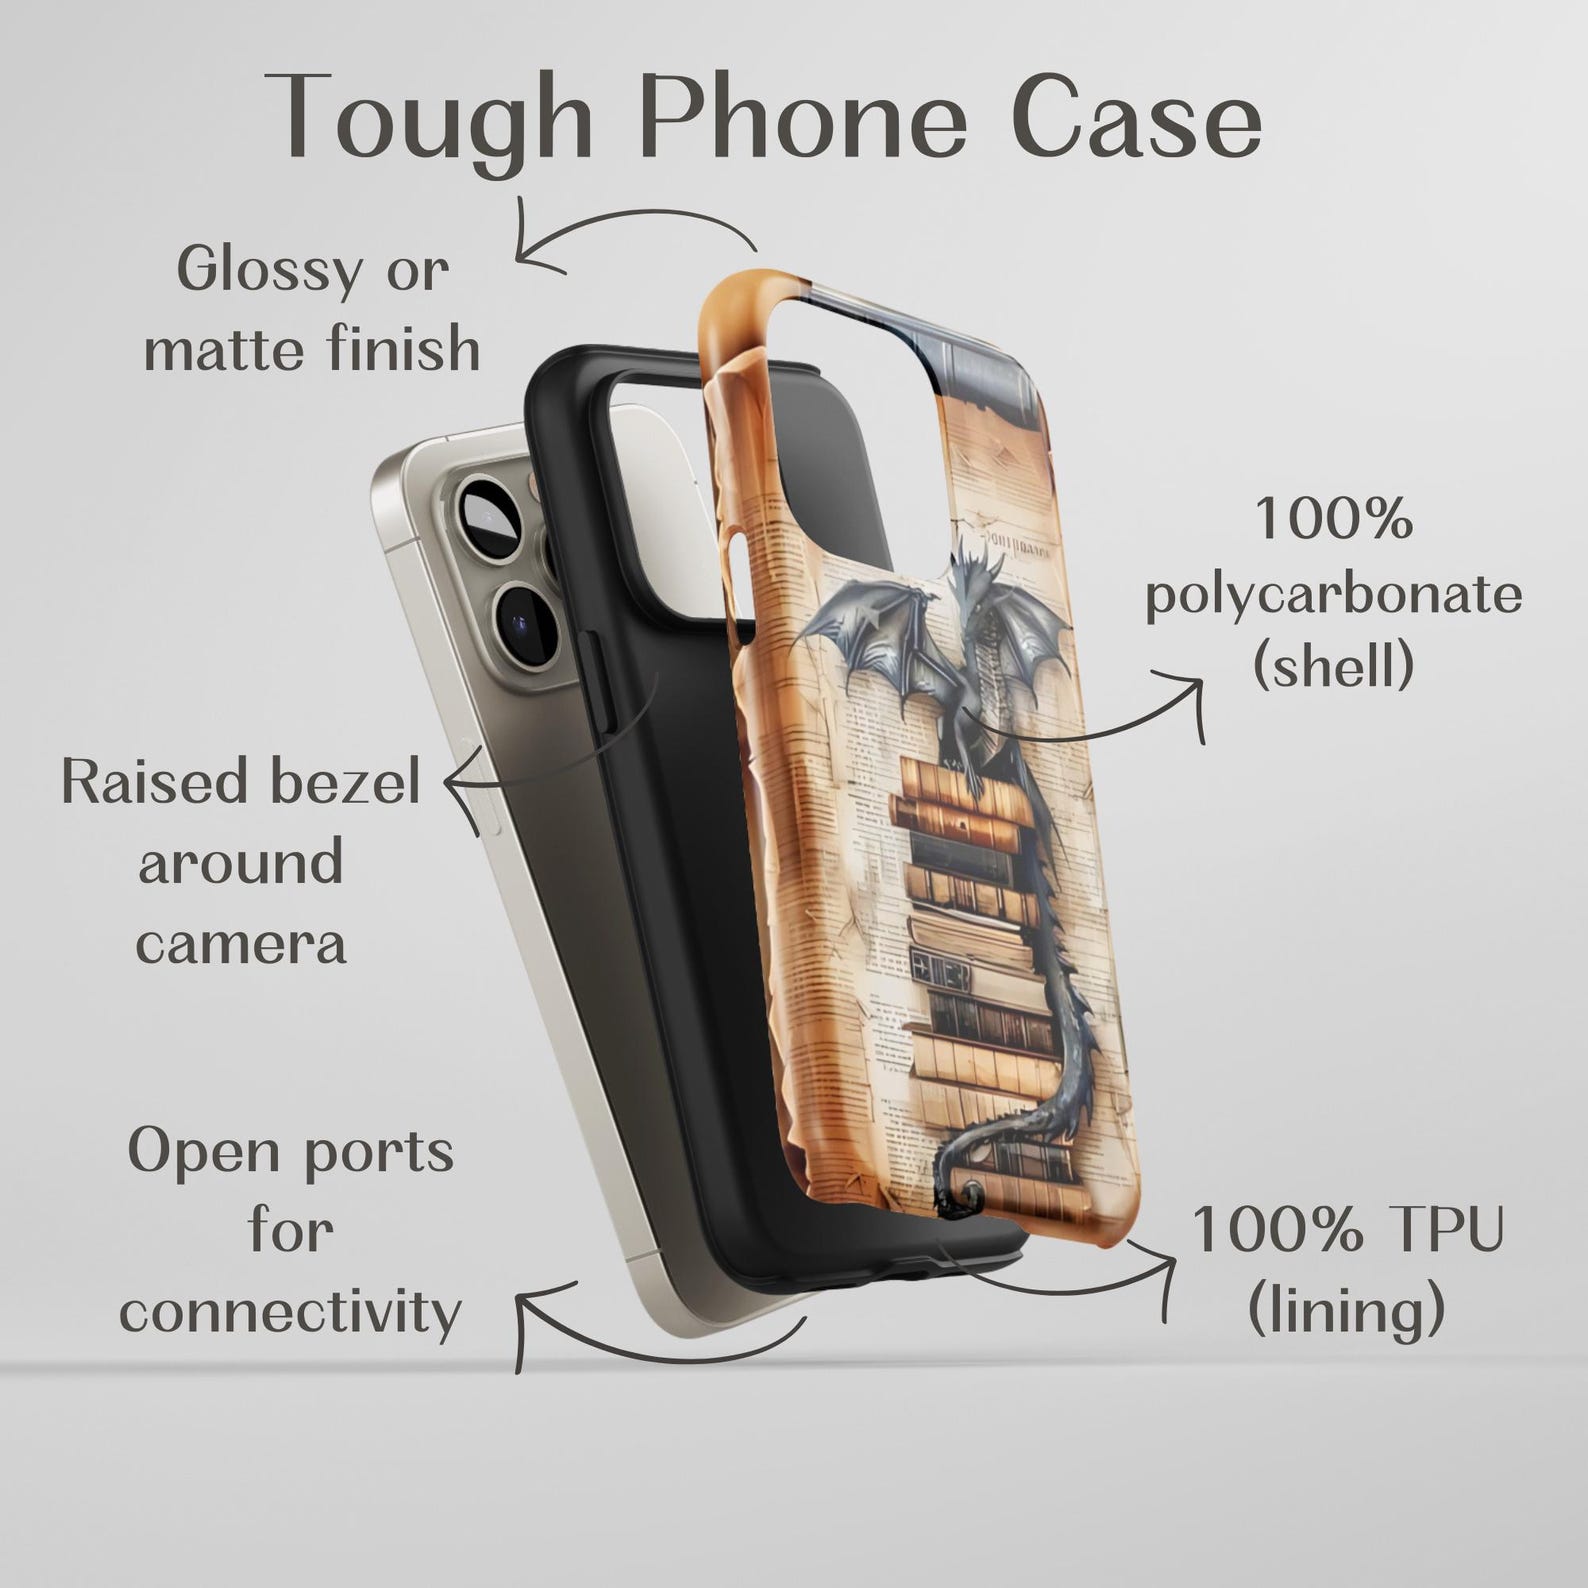 Tough Phone Case
Glossy or
matte finish
100%
polycarbonate
(shell)
Raised bezel
around
camera
Open ports
for
connectivity
100% TPU
(lining)